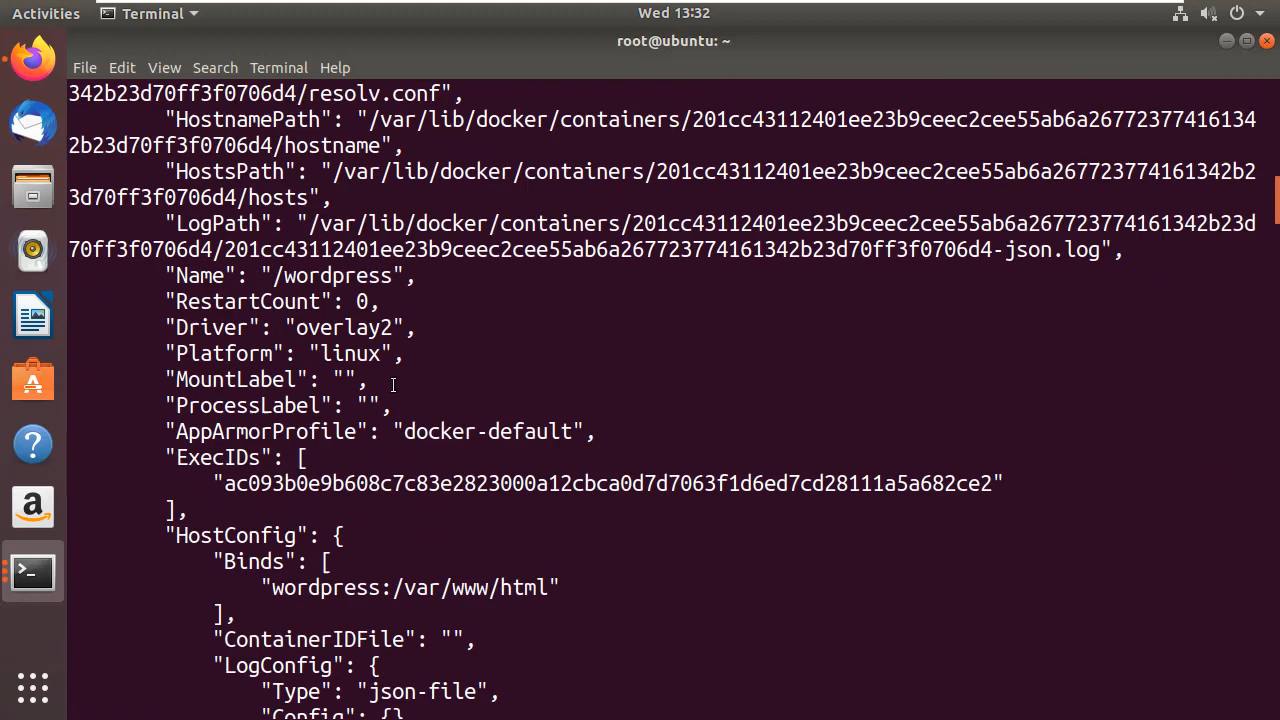 Activities Terminal Wed 13:32
root@ubuntu: ~
File Edit View Search Terminal Help
342b23d70ff3f0706d4/resolv.conf",
"HostnamePath": "/var/lib/docker/containers/201cc43112401ee23b9ceec2cee55ab6a26772377416134
2b23d70ff3f0706d4/hostname",
"HostsPath": "/var/lib/docker/containers/201cc43112401ee23b9ceec2cee55ab6a267723774161342b2
3d70ff3f0706d4/hosts",
"LogPath": "/var/lib/docker/containers/201cc43112401ee23b9ceec2cee55ab6a267723774161342b23d
70ff3f0706d4/201cc43112401ee23b9ceec2cee55ab6a267723774161342b23d70ff3f0706d4-json.log",
"Name": "/wordpress",
"RestartCount": 0,
"Driver": "overlay2",
"Platform": "linux",
"MountLabel": "",
"ProcessLabel": "",
"AppArmorProfile": "docker-default",
"ExecIDs": [
"ac093b0e9b608c7c83e2823000a12cbca0d7d7063f1d6ed7cd28111a5a682ce2"
],
"HostConfig": {
"Binds": [
"wordpress:/var/www/html"
],
"ContainerIDFile": "",
"LogConfig": {
"Type": "json-file",
"Config": {}